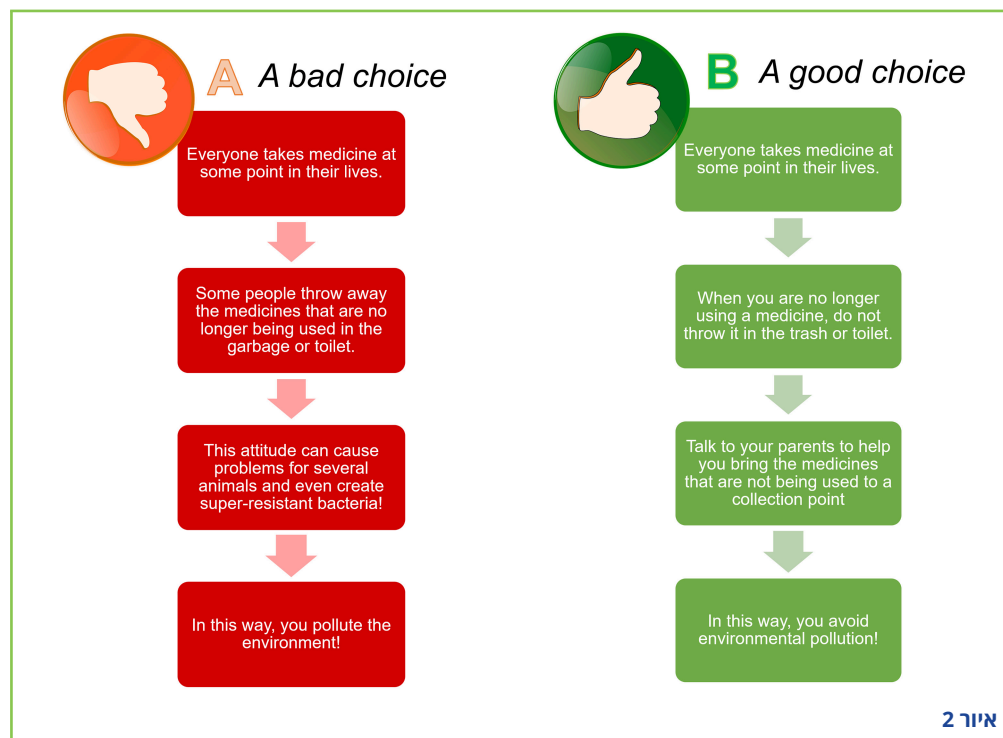 A A bad choice
Everyone takes medicine at
some point in their lives.
Some people throw away
the medicines that are no
longer being used in the
garbage or toilet.
This attitude can cause
problems for several
animals and even create
super-resistant bacteria!
In this way, you pollute the
environment!
B A good choice
Everyone takes medicine at
some point in their lives.
When you are no longer
using a medicine, do not
throw it in the trash or toilet.
Talk to your parents to help
you bring the medicines
that are not being used to a
collection point
In this way, you avoid
environmental pollution!
איור 2